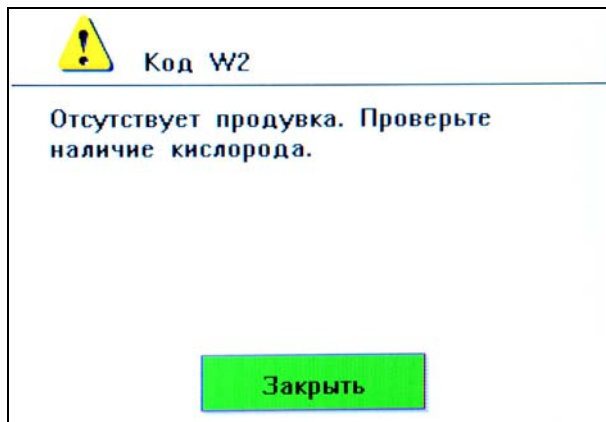 Код W2
Отсутствует продувка. Проверьте
наличие кислорода.
Закрыть